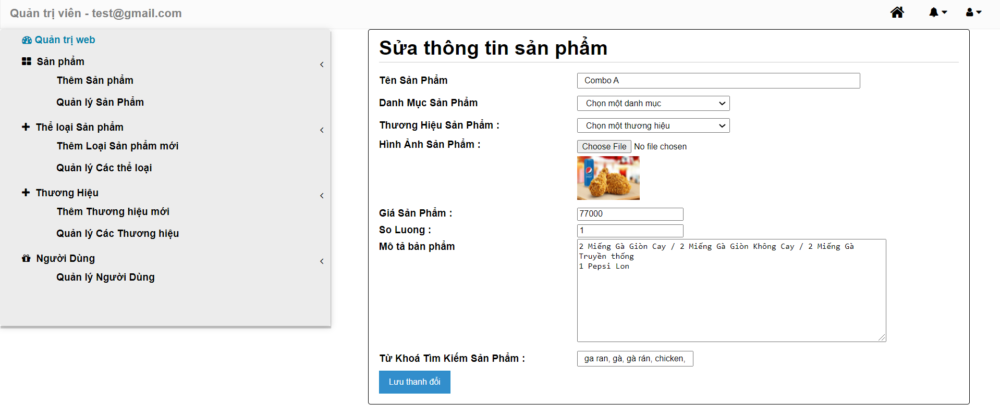 Quản trị viên - test@gmail.com
Quản trị web
Sản phẩm
Thêm Sản phẩm
Quản lý Sản Phẩm
Thể loại Sản phẩm
Thêm Loại Sản phẩm mới
Quản lý Các thể loại
Thương Hiệu
Thêm Thương hiệu mới
Quản lý Các Thương hiệu
Người Dùng
Quản lý Người Dùng
Sửa thông tin sản phẩm
Tên Sản Phẩm
Combo A
Danh Mục Sản Phẩm
Chọn một danh mục
Thương Hiệu Sản Phẩm :
Chọn một thương hiệu
Hình Ảnh Sản Phẩm :
Choose File No file chosen
Giá Sản Phẩm :
77000
So Luong :
1
Mô tả bản phẩm
2 Miếng Gà Giòn Cay / 2 Miếng Gà Giòn Không Cay / 2 Miếng Gà
Truyền thống
1 Pepsi Lon
Từ Khoá Tìm Kiếm Sản Phẩm :
ga ran, gà, gà rán, chicken,
Lưu thanh đỗi